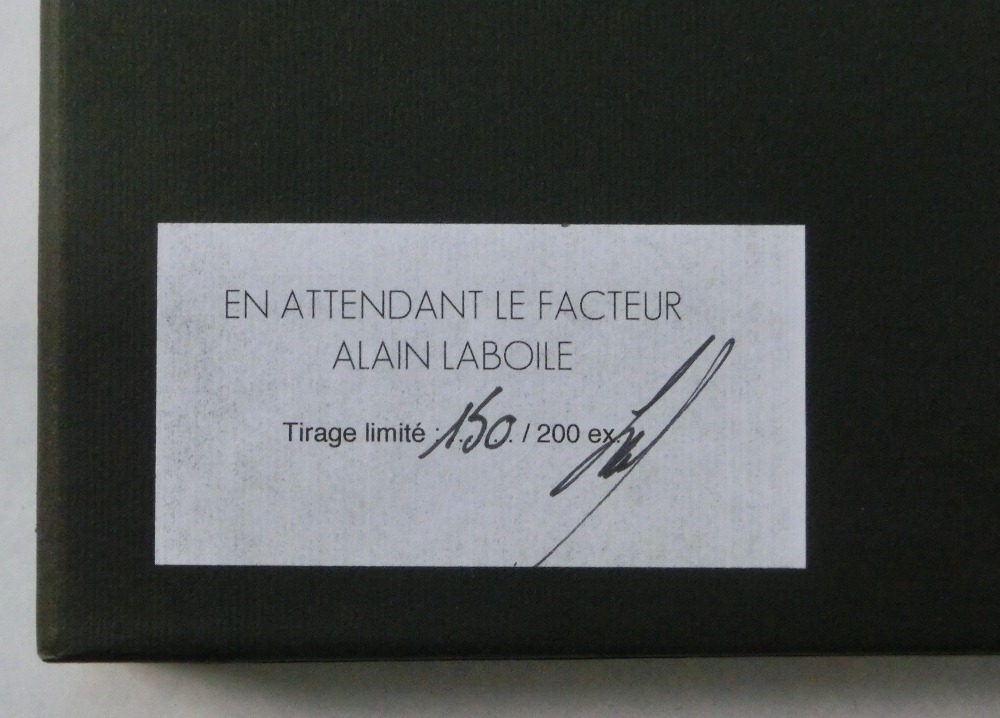 EN ATTENDANT LE FACTEUR
ALAIN LABOILE
Tirage limité : 150 / 200 ex.